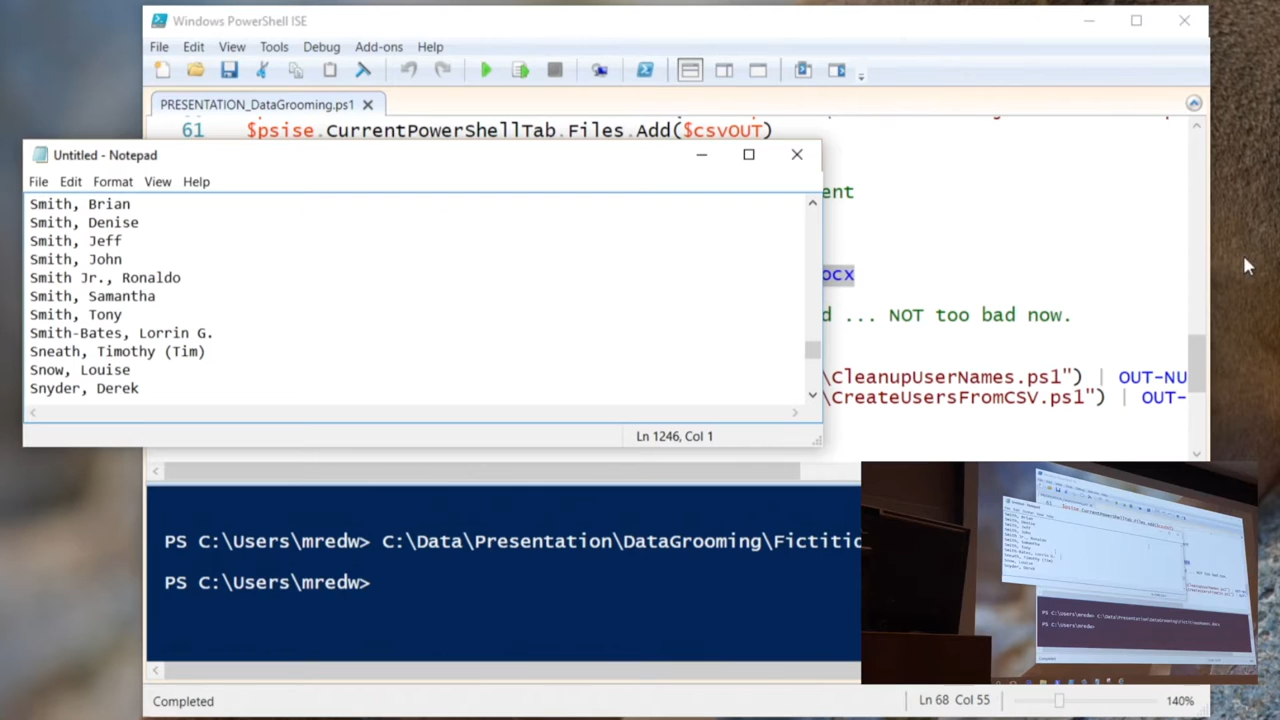 Windows PowerShell ISE
File Edit View Tools Debug Add-ons Help
PRESENTATION_DataGrooming.ps1
61 $psise.CurrentPowerShellTab.Files.Add($csvOUT)
Untitled - Notepad
File Edit Format View Help
Smith, Brian
Smith, Denise
Smith, Jeff
Smith, John
Smith Jr., Ronaldo
Smith, Samantha
Smith, Tony
Smith-Bates, Lorrin G.
Sneath, Timothy (Tim)
Snow, Louise
Snyder, Derek
Ln 1246, Col 1
ent
ocx
d ... NOT too bad now.
\CleanupUserNames.ps1") | OUT-NU
\CreateUsersFromCSV.ps1") | OUT-
PS C:\Users\mredw> C:\Data\Presentation\DataGrooming\Fictitic
PS C:\Users\mredw>
Completed
Ln 68 Col 55
140%